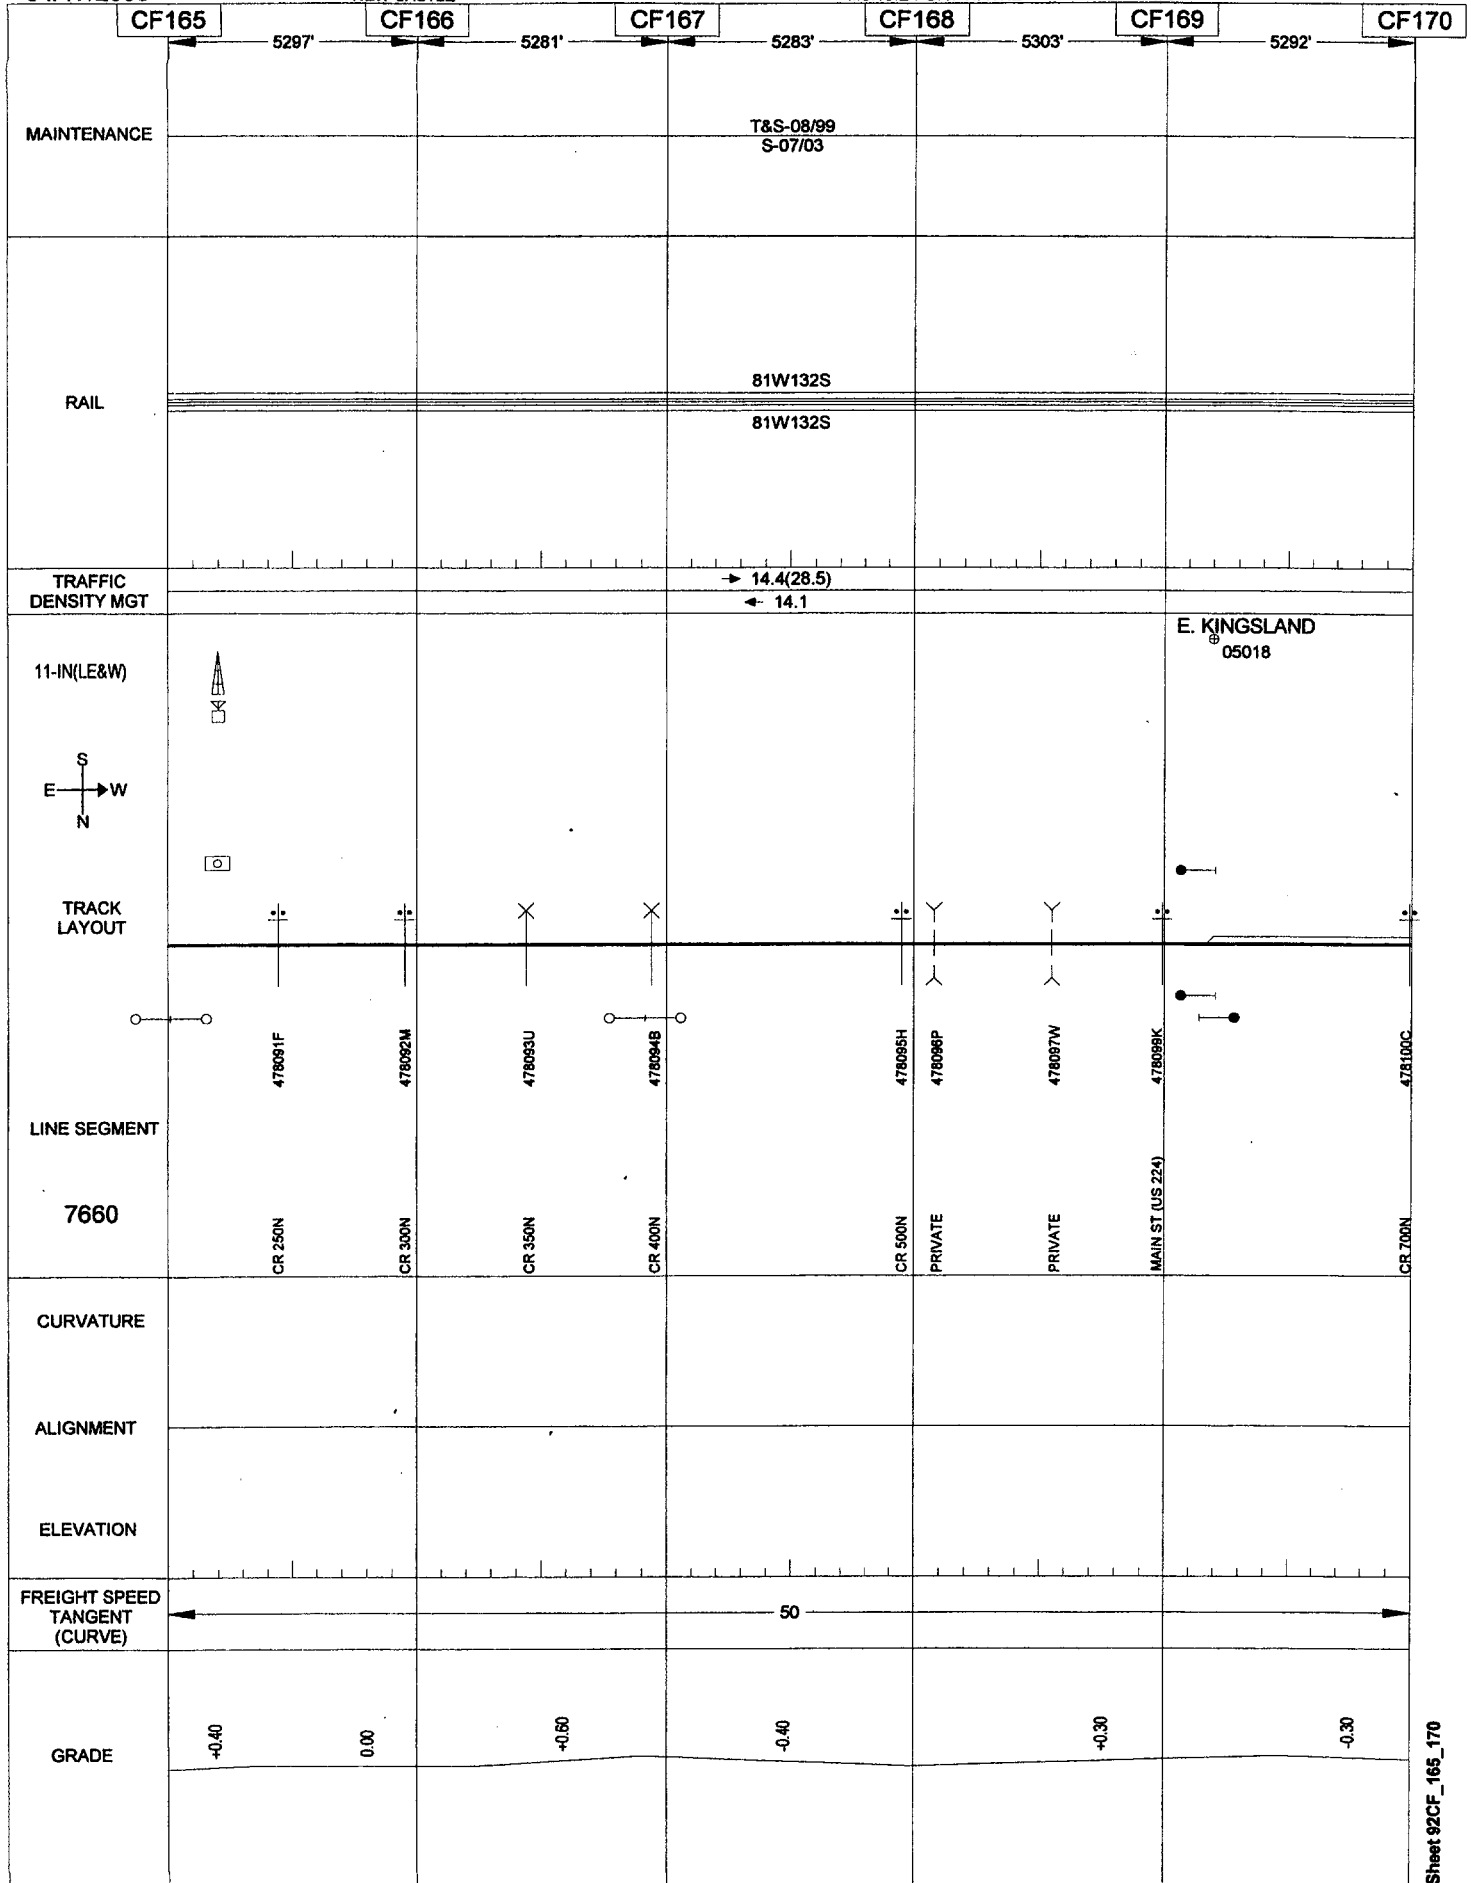 CF165 CF166 CF167 CF168 CF169 CF170
5297' 5281' 5283' 5303' 5292'
MAINTENANCE
T&S-08/99
S-07/03
RAIL
81W132S
81W132S
TRAFFIC
DENSITY MGT
14.4(28.5)
14.1
E. KINGSLAND
05018
11-IN(LE&W)
S
E W
N
TRACK
LAYOUT
478091F
478092M
478093U
478094B
478095H
478096P
478097W
478099K
478100C
LINE SEGMENT
7660
CR 250N
CR 300N
CR 350N
CR 400N
CR 500N
PRIVATE
PRIVATE
MAIN ST (US 224)
CR 700N
CURVATURE
ALIGNMENT
ELEVATION
FREIGHT SPEED
TANGENT
(CURVE)
50
GRADE
+0.40
0.00
+0.60
-0.40
+0.30
-0.30
Sheet 92CF_165_170